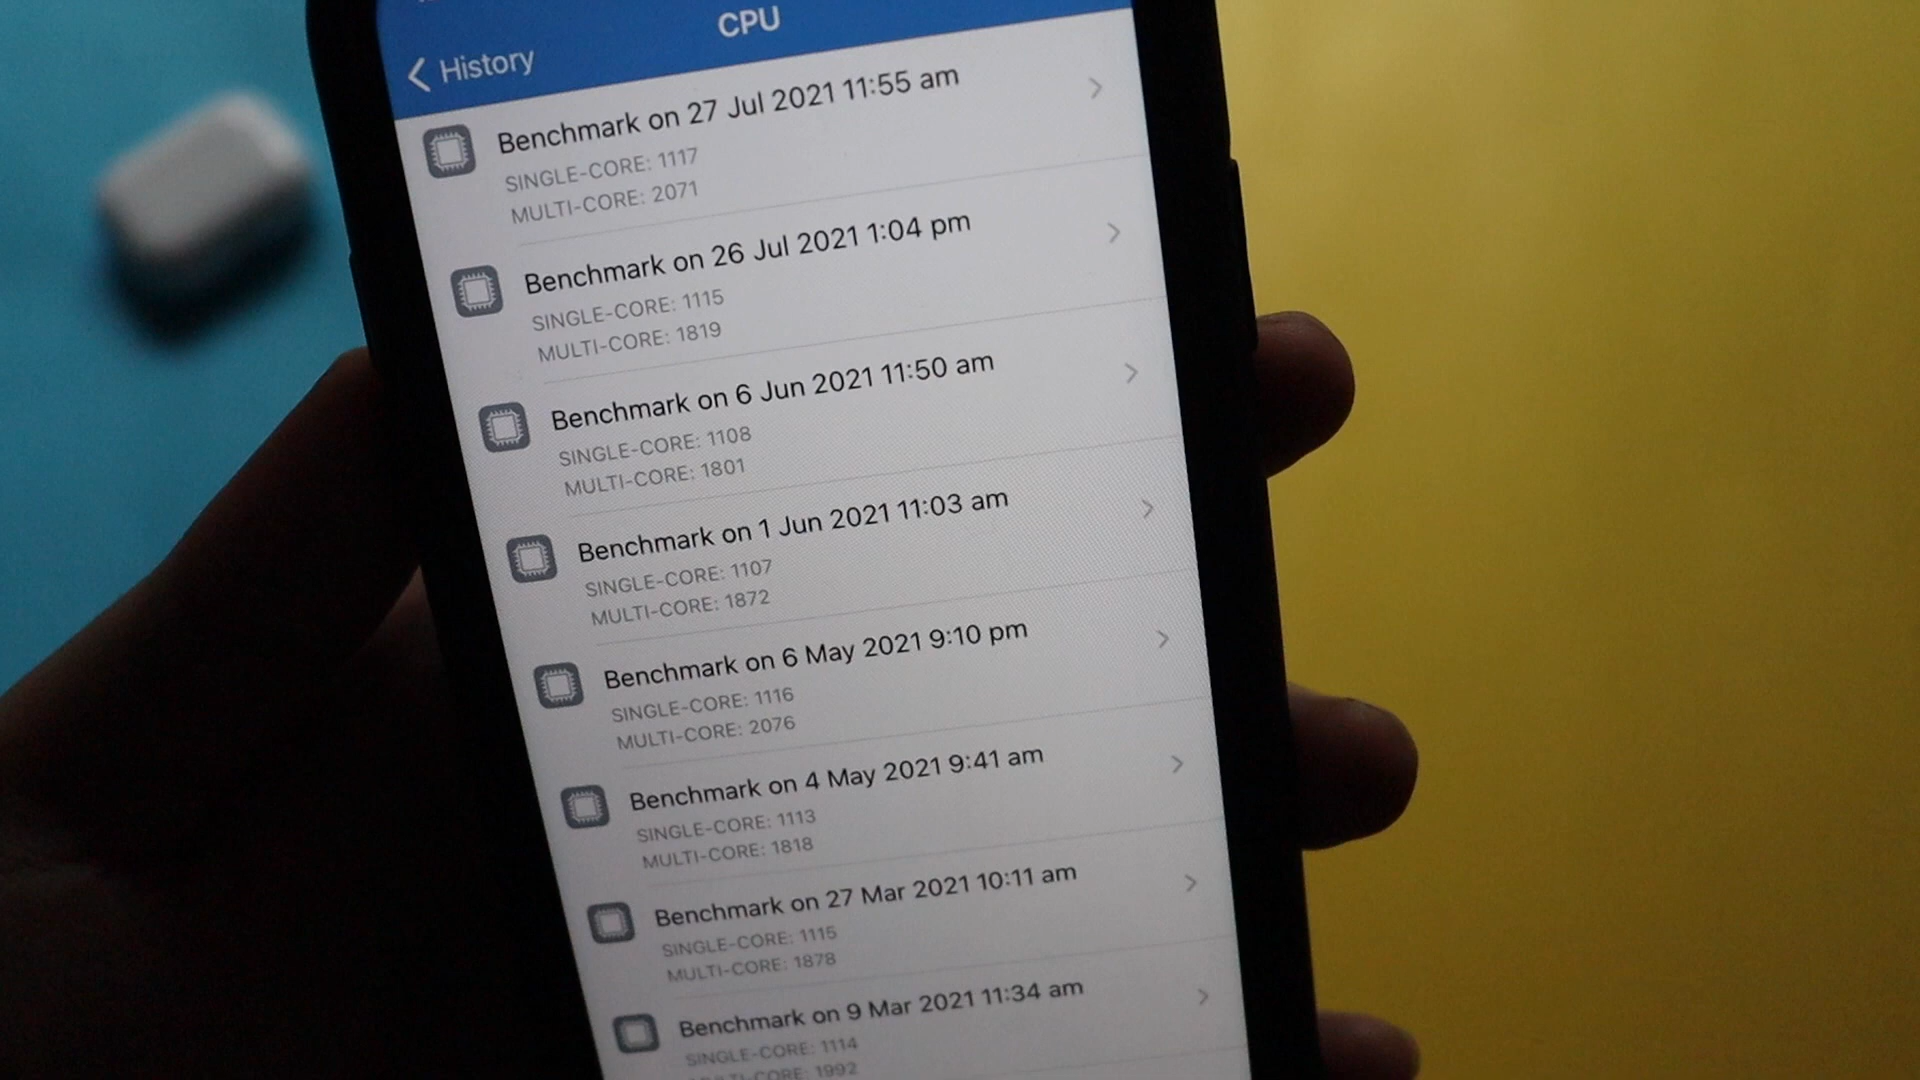 CPU
History
Benchmark on 27 Jul 2021 11:55 am
SINGLE-CORE: 1117
MULTI-CORE: 2071
Benchmark on 26 Jul 2021 1:04 pm
SINGLE-CORE: 1115
MULTI-CORE: 1819
Benchmark on 6 Jun 2021 11:50 am
SINGLE-CORE: 1108
MULTI-CORE: 1801
Benchmark on 1 Jun 2021 11:03 am
SINGLE-CORE: 1107
MULTI-CORE: 1872
Benchmark on 6 May 2021 9:10 pm
SINGLE-CORE: 1116
MULTI-CORE: 2076
Benchmark on 4 May 2021 9:41 am
SINGLE-CORE: 1113
MULTI-CORE: 1818
Benchmark on 27 Mar 2021 10:11 am
SINGLE-CORE: 1115
MULTI-CORE: 1878
Benchmark on 9 Mar 2021 11:34 am
SINGLE-CORE: 1114
MULTI-CORE: 1992